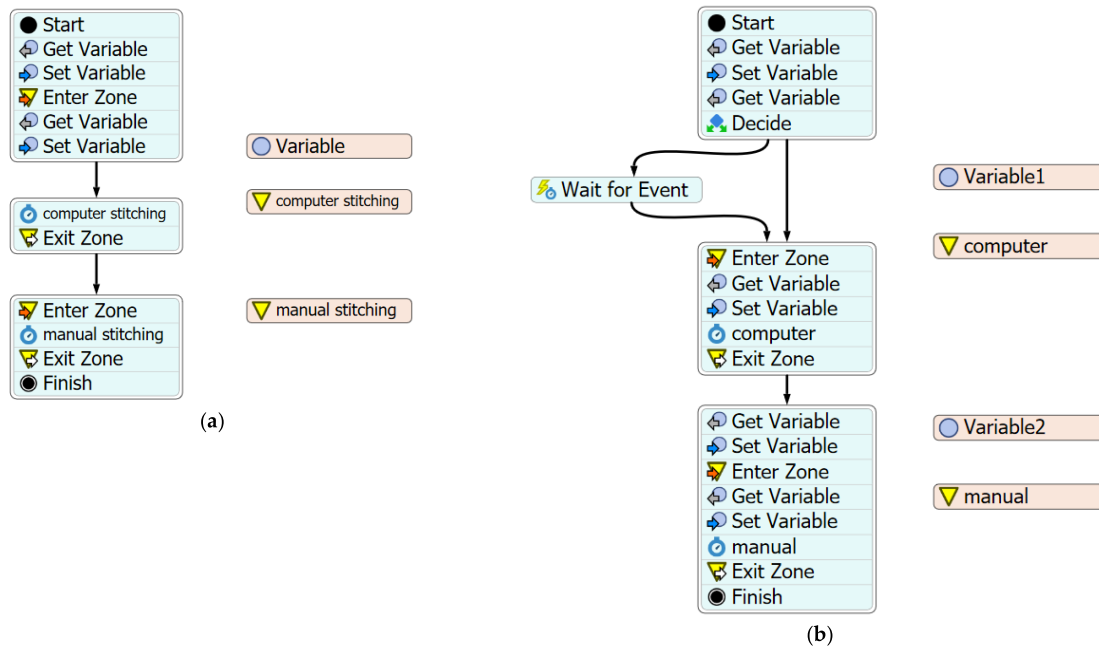 Start
Get Variable
Set Variable
Enter Zone
Get Variable
Set Variable
computer stitching
Exit Zone
Enter Zone
manual stitching
Exit Zone
Finish
Variable
computer stitching
manual stitching
(a)
Start
Get Variable
Set Variable
Get Variable
Decide
Wait for Event
Enter Zone
Get Variable
Set Variable
computer
Exit Zone
Get Variable
Set Variable
Enter Zone
Get Variable
Set Variable
manual
Exit Zone
Finish
Variable1
computer
Variable2
manual
(b)